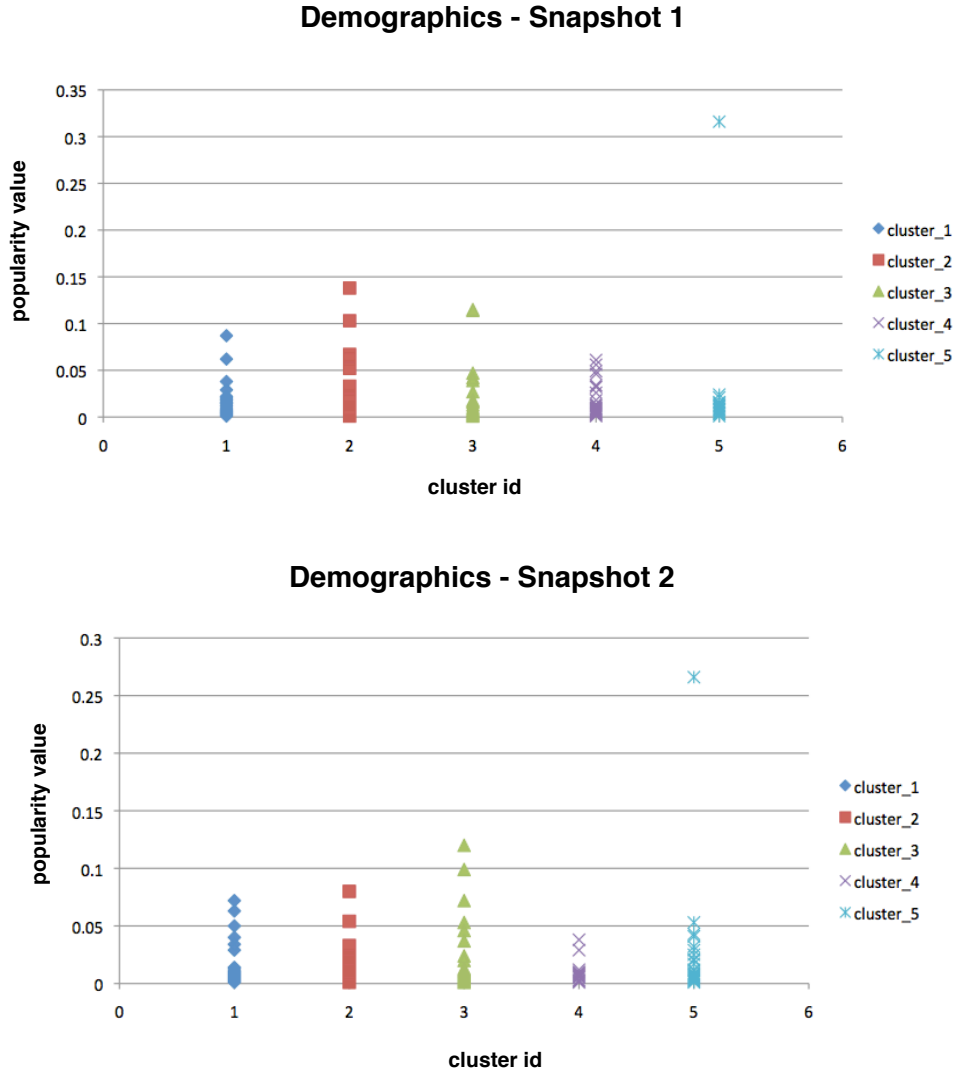 Demographics - Snapshot 1
0.35
0.3
0.25
0.2
0.15
0.1
0.05
0
0 1 2 3 4 5 6
popularity value
cluster id
cluster_1
cluster_2
cluster_3
cluster_4
cluster_5
Demographics - Snapshot 2
0.3
0.25
0.2
0.15
0.1
0.05
0
0 1 2 3 4 5 6
popularity value
cluster id
cluster_1
cluster_2
cluster_3
cluster_4
cluster_5